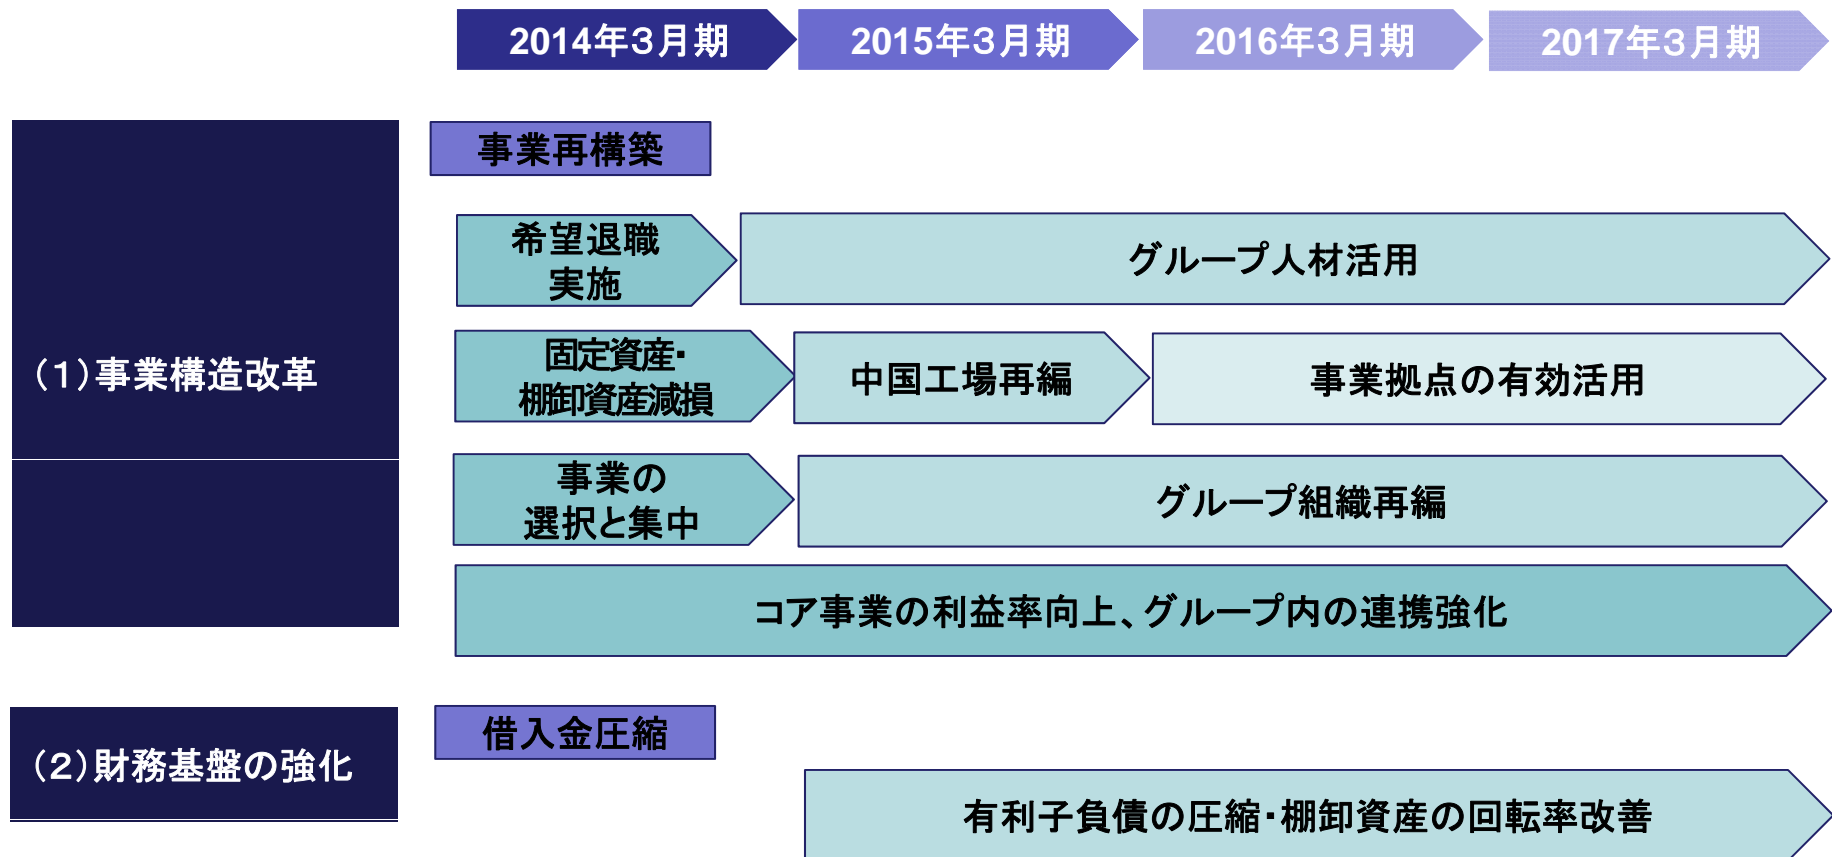 2014年3月期
2015年3月期
2016年3月期
2017年3月期
(1)事業構造改革
事業再構築
希望退職
実施
グループ人材活用
固定資産・
棚卸資産減損
中国工場再編
事業拠点の有効活用
事業の
選択と集中
グループ組織再編
コア事業の利益率向上、グループ内の連携強化
(2)財務基盤の強化
借入金圧縮
有利子負債の圧縮・棚卸資産の回転率改善